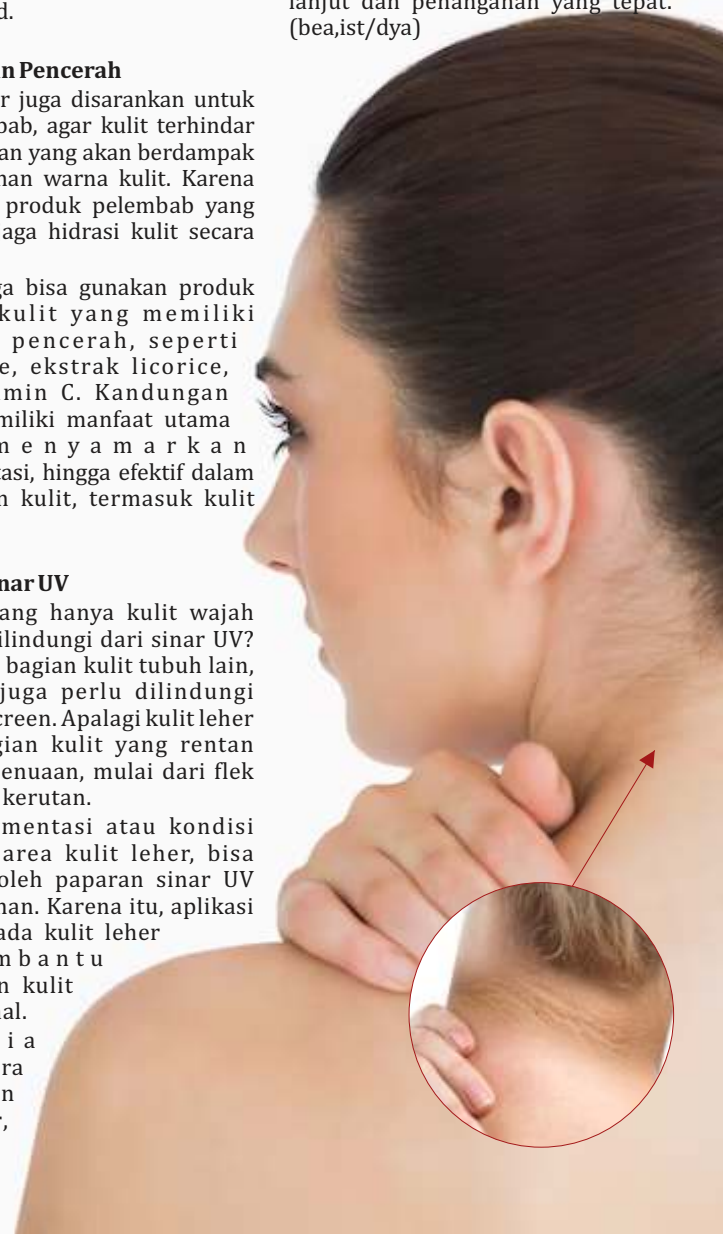 d.
n Pencerah
r juga disarankan untuk
bab, agar kulit terhindar
an yang akan berdampak
nan warna kulit. Karena
produk pelembab yang
aga hidrasi kulit secara
ga bisa gunakan produk
kulit yang memiliki
pencerah, seperti
e, ekstrak licorice,
min C. Kandungan
miliki manfaat utama
menyamarkan
tasi, hingga efektif dalam
n kulit, termasuk kulit
nar UV
ang hanya kulit wajah
ilindungi dari sinar UV?
bagian kulit tubuh lain,
juga perlu dilindungi
creen. Apalagi kulit leher
gian kulit yang rentan
enuaan, mulai dari flek
kerutan.
mentasi atau kondisi
area kulit leher, bisa
oleh paparan sinar UV
nan. Karena itu, aplikasi
ada kulit leher
mbantu
n kulit
al.
ia
ra
n
,
lanjut dan penanganan yang tepat.
(bea,ist/dya)